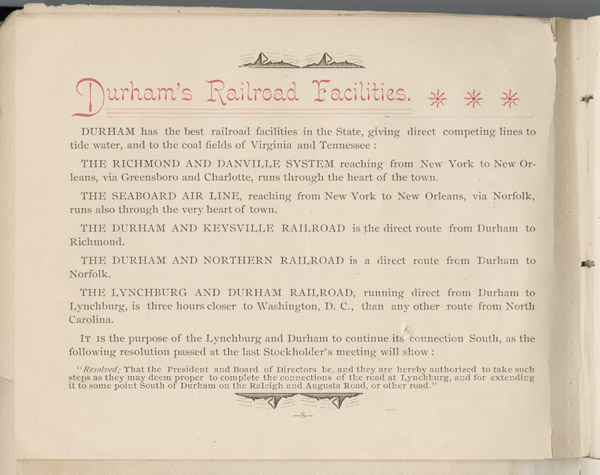 Durham's Railroad Facilities.
DURHAM has the best railroad facilities in the State, giving direct competing lines to
tide water, and to the coal fields of Virginia and Tennessee :
THE RICHMOND AND DANVILLE SYSTEM reaching from New York to New Or-
leans, via Greensboro and Charlotte, runs through the heart of the town.
THE SEABOARD AIR LINE, reaching from New York to New Orleans, via Norfolk,
runs also through the very heart of town.
THE DURHAM AND KEYSVILLE RAILROAD is the direct route from Durham to
Richmond.
THE DURHAM AND NORTHERN RAILROAD is a direct route from Durham to
Norfolk.
THE LYNCHBURG AND DURHAM RAILROAD, running direct from Durham to
Lynchburg, is three hours closer to Washington, D. C., than any other route from North
Carolina.
IT IS the purpose of the Lynchburg and Durham to continue its connection South, as the
following resolution passed at the last Stockholder's meeting will show :
"Resolved; That the President and Board of Directors be, and they are hereby authorized to take such
steps as they may deem proper to complete the connections of the road at Lynchburg, and for extending
it to some point South of Durham on the Raleigh and Augusta Road, or other road."
—8—